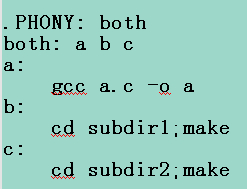 .PHONY: both
both: a b c
a:
    gcc a.c -o a
b:
    cd subdir1;make
c:
    cd subdir2;make